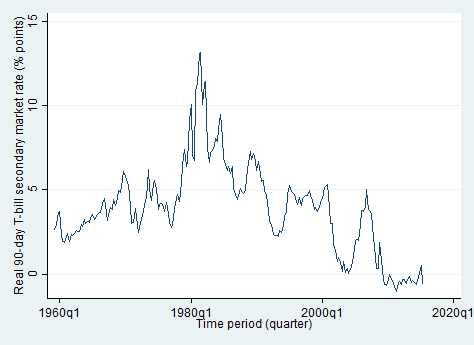 Real 90-day T-bill secondary market rate (% points)
15
10
5
0
1960q1
1980q1
2000q1
2020q1
Time period (quarter)